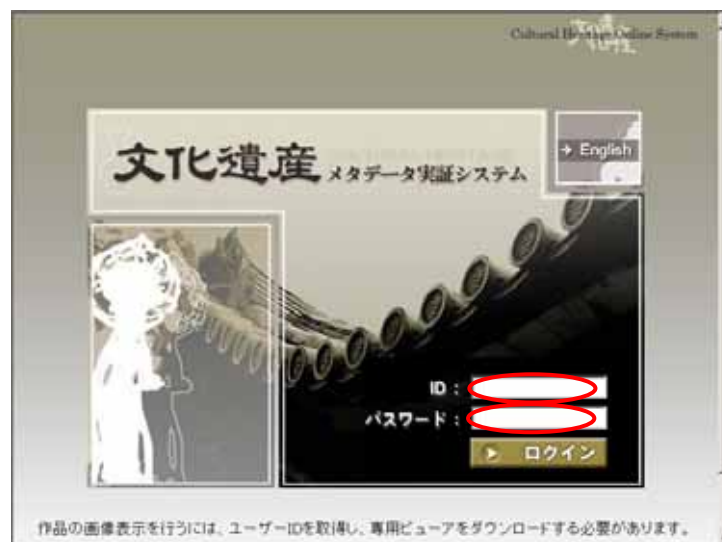 Cultural Heritage Online System
文化遺産 メタデータ実証システム
→ English
ID :
パスワード :
ログイン
作品の画像表示を行うには、ユーザーIDを取得し、専用ビューアをダウンロードする必要があります。